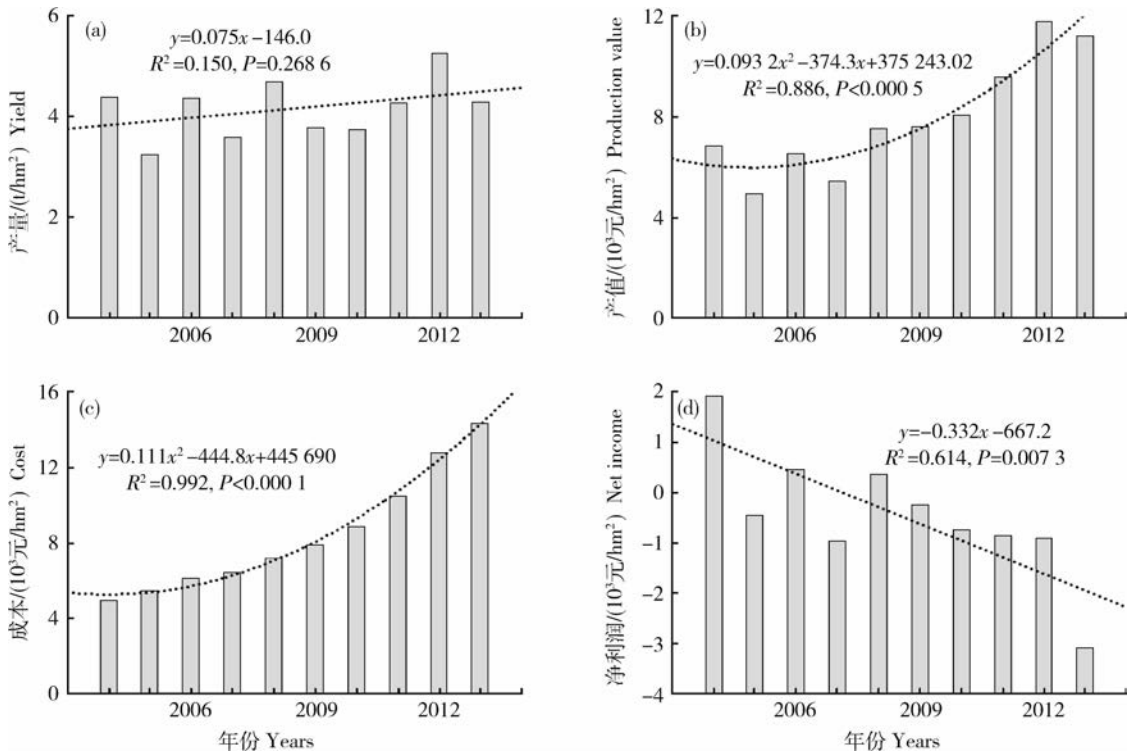 (a)
y=0.075x−146.0
R²=0.150, P=0.268 6
产量/(t/hm²) Yield
6
4
2
0
2006 2009 2012
(b)
y=0.093 2x²−374.3x+375 243.02
R²=0.886, P<0.000 5
产值/(10³元/hm²) Production value
12
8
4
0
2006 2009 2012
(c)
y=0.111x²−444.8x+445 690
R²=0.992, P<0.000 1
成本/(10³元/hm²) Cost
16
12
8
4
0
2006 2009 2012
年份 Years
(d)
y=−0.332x−667.2
R²=0.614, P=0.007 3
净利润/(10³元/hm²) Net income
2
1
0
−1
−2
−3
−4
2006 2009 2012
年份 Years